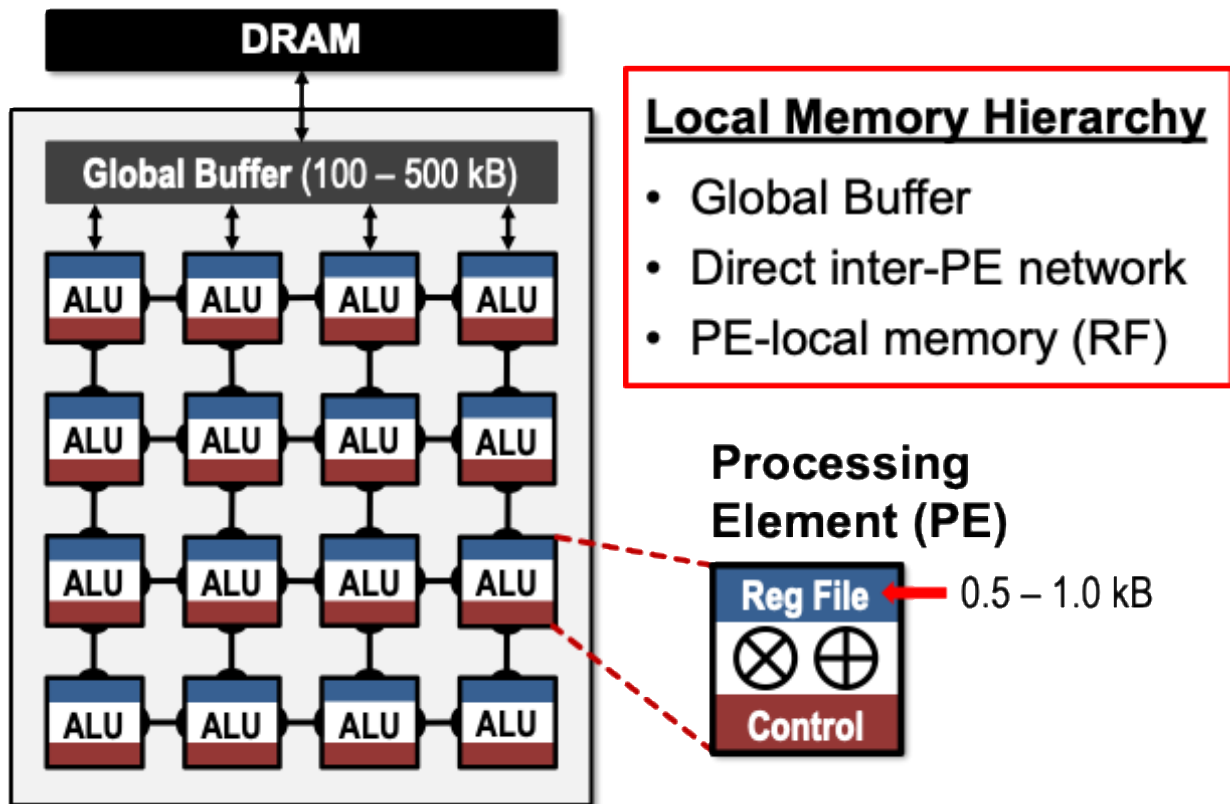 DRAM
Global Buffer (100 – 500 kB)
ALU ALU ALU ALU
ALU ALU ALU ALU
ALU ALU ALU ALU
ALU ALU ALU ALU
Local Memory Hierarchy
• Global Buffer
• Direct inter-PE network
• PE-local memory (RF)
Processing
Element (PE)
Reg File
0.5 – 1.0 kB
Control